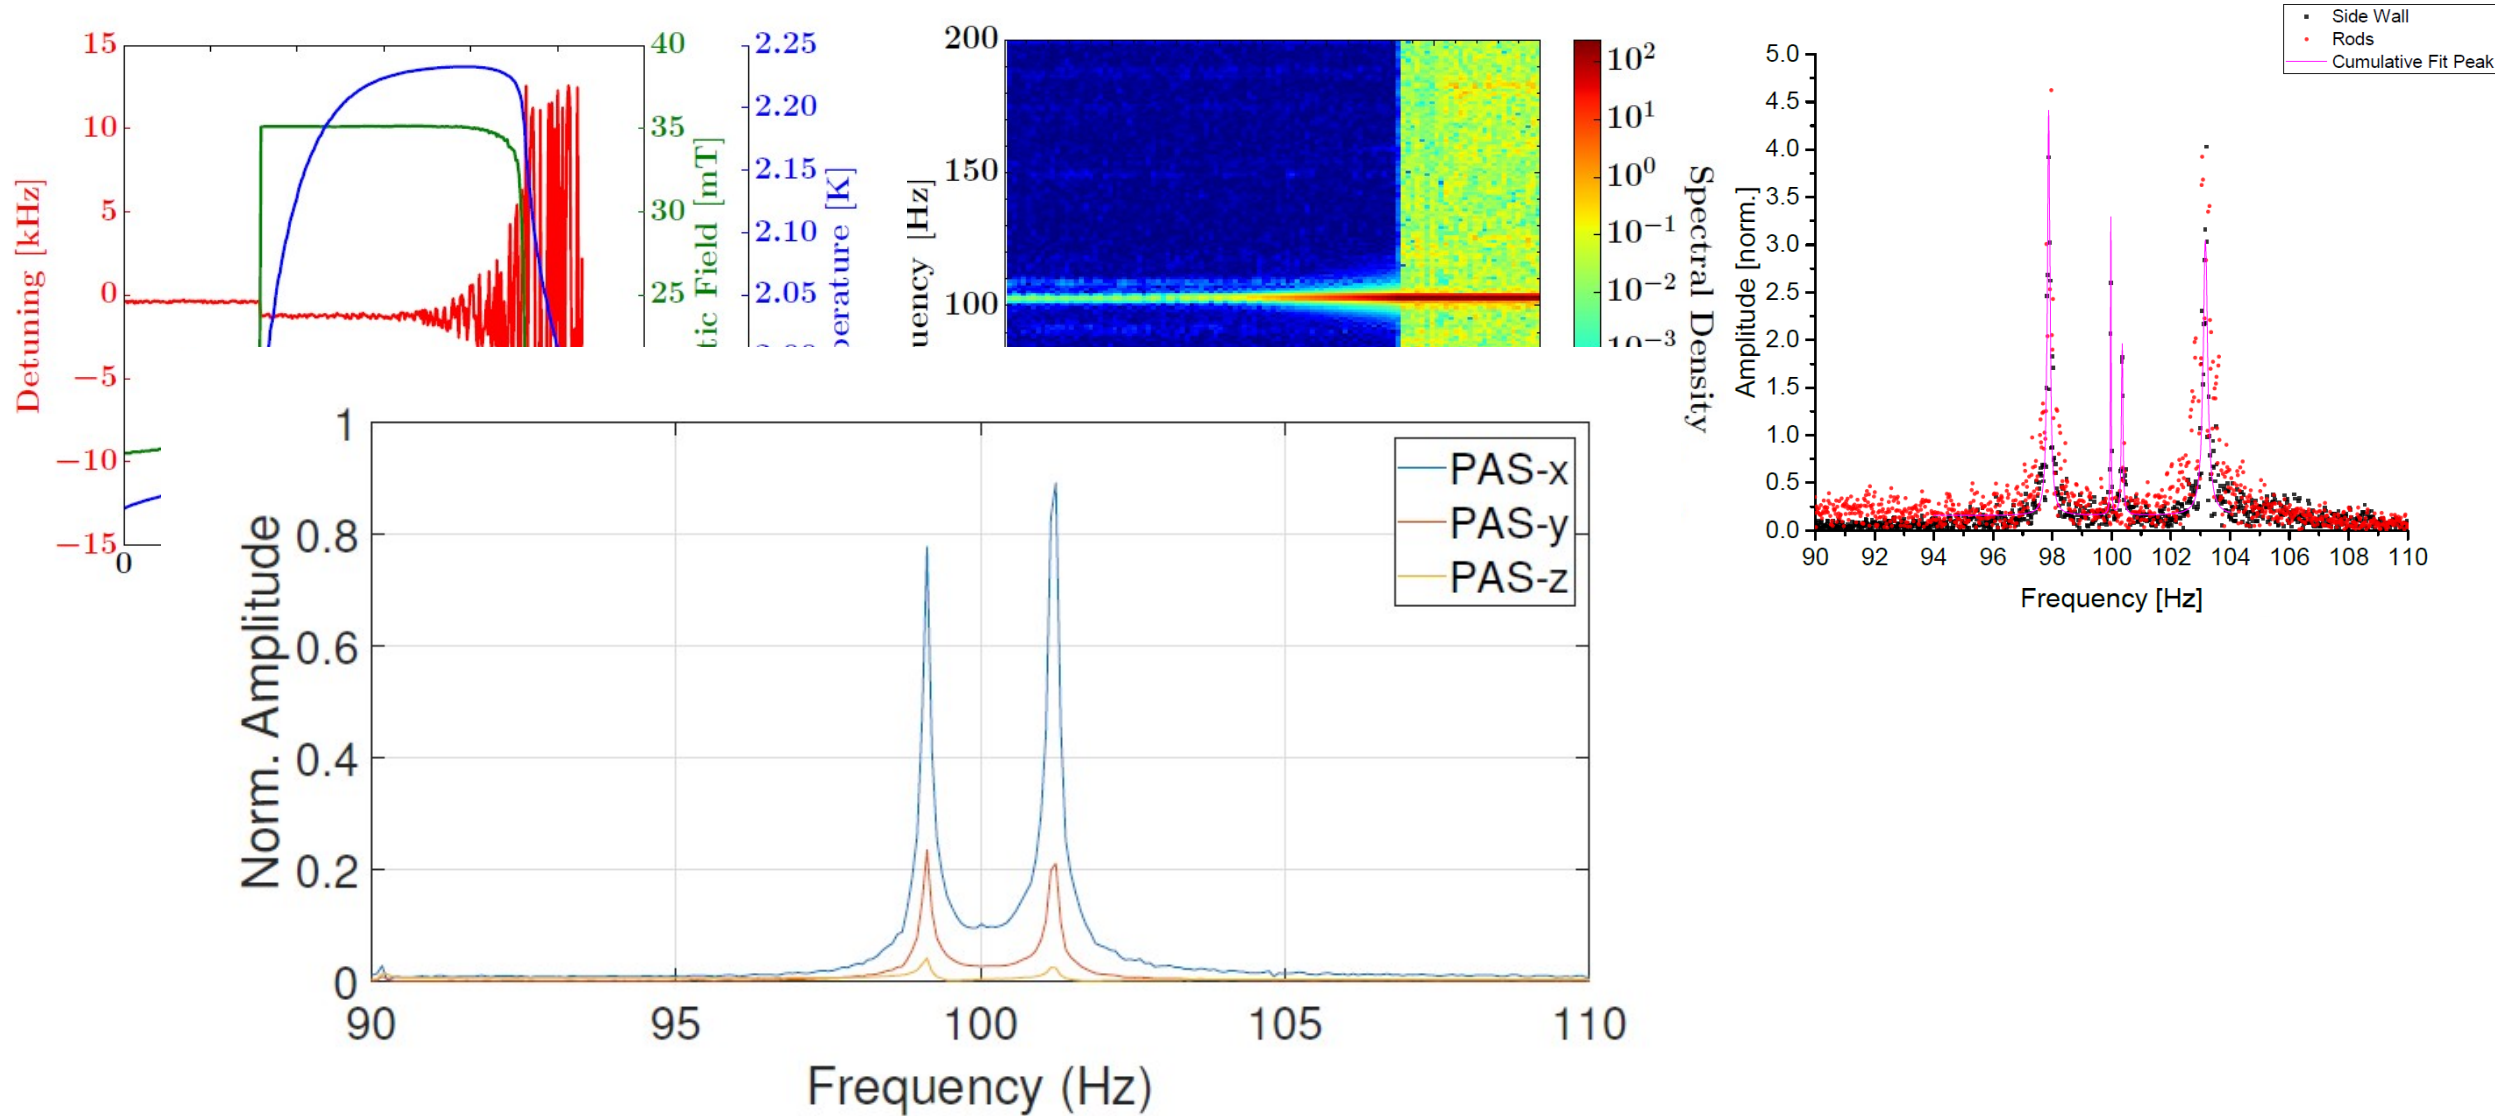 15
10
5
0
−5
−10
−15
Detuning [kHz]
0
40
35
30
25
tic Field [mT]
2.25
2.20
2.15
2.10
2.05
perature [K]
200
150
100
uency [Hz]
10²
10¹
10⁰
10⁻¹
10⁻²
10⁻³
Spectral Density
Side Wall
Rods
Cumulative Fit Peak
5.0
4.5
4.0
3.5
3.0
2.5
2.0
1.5
1.0
0.5
0.0
Amplitude [norm.]
90 92 94 96 98 100 102 104 106 108 110
Frequency [Hz]
1
0.8
0.6
0.4
0.2
0
Norm. Amplitude
PAS-x
PAS-y
PAS-z
90 95 100 105 110
Frequency (Hz)